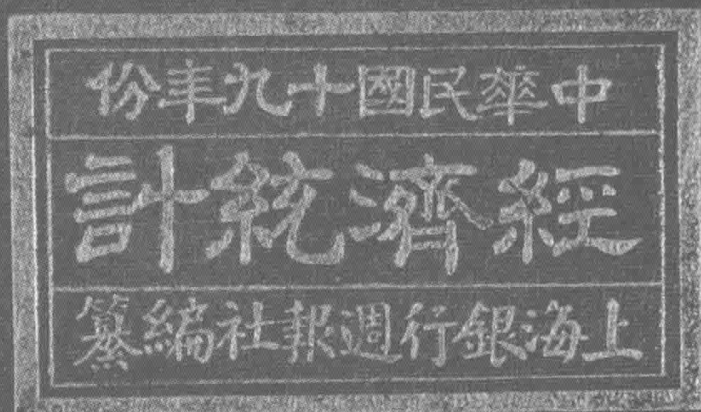 中華民國十九年份
經濟統計
上海銀行週報社編纂